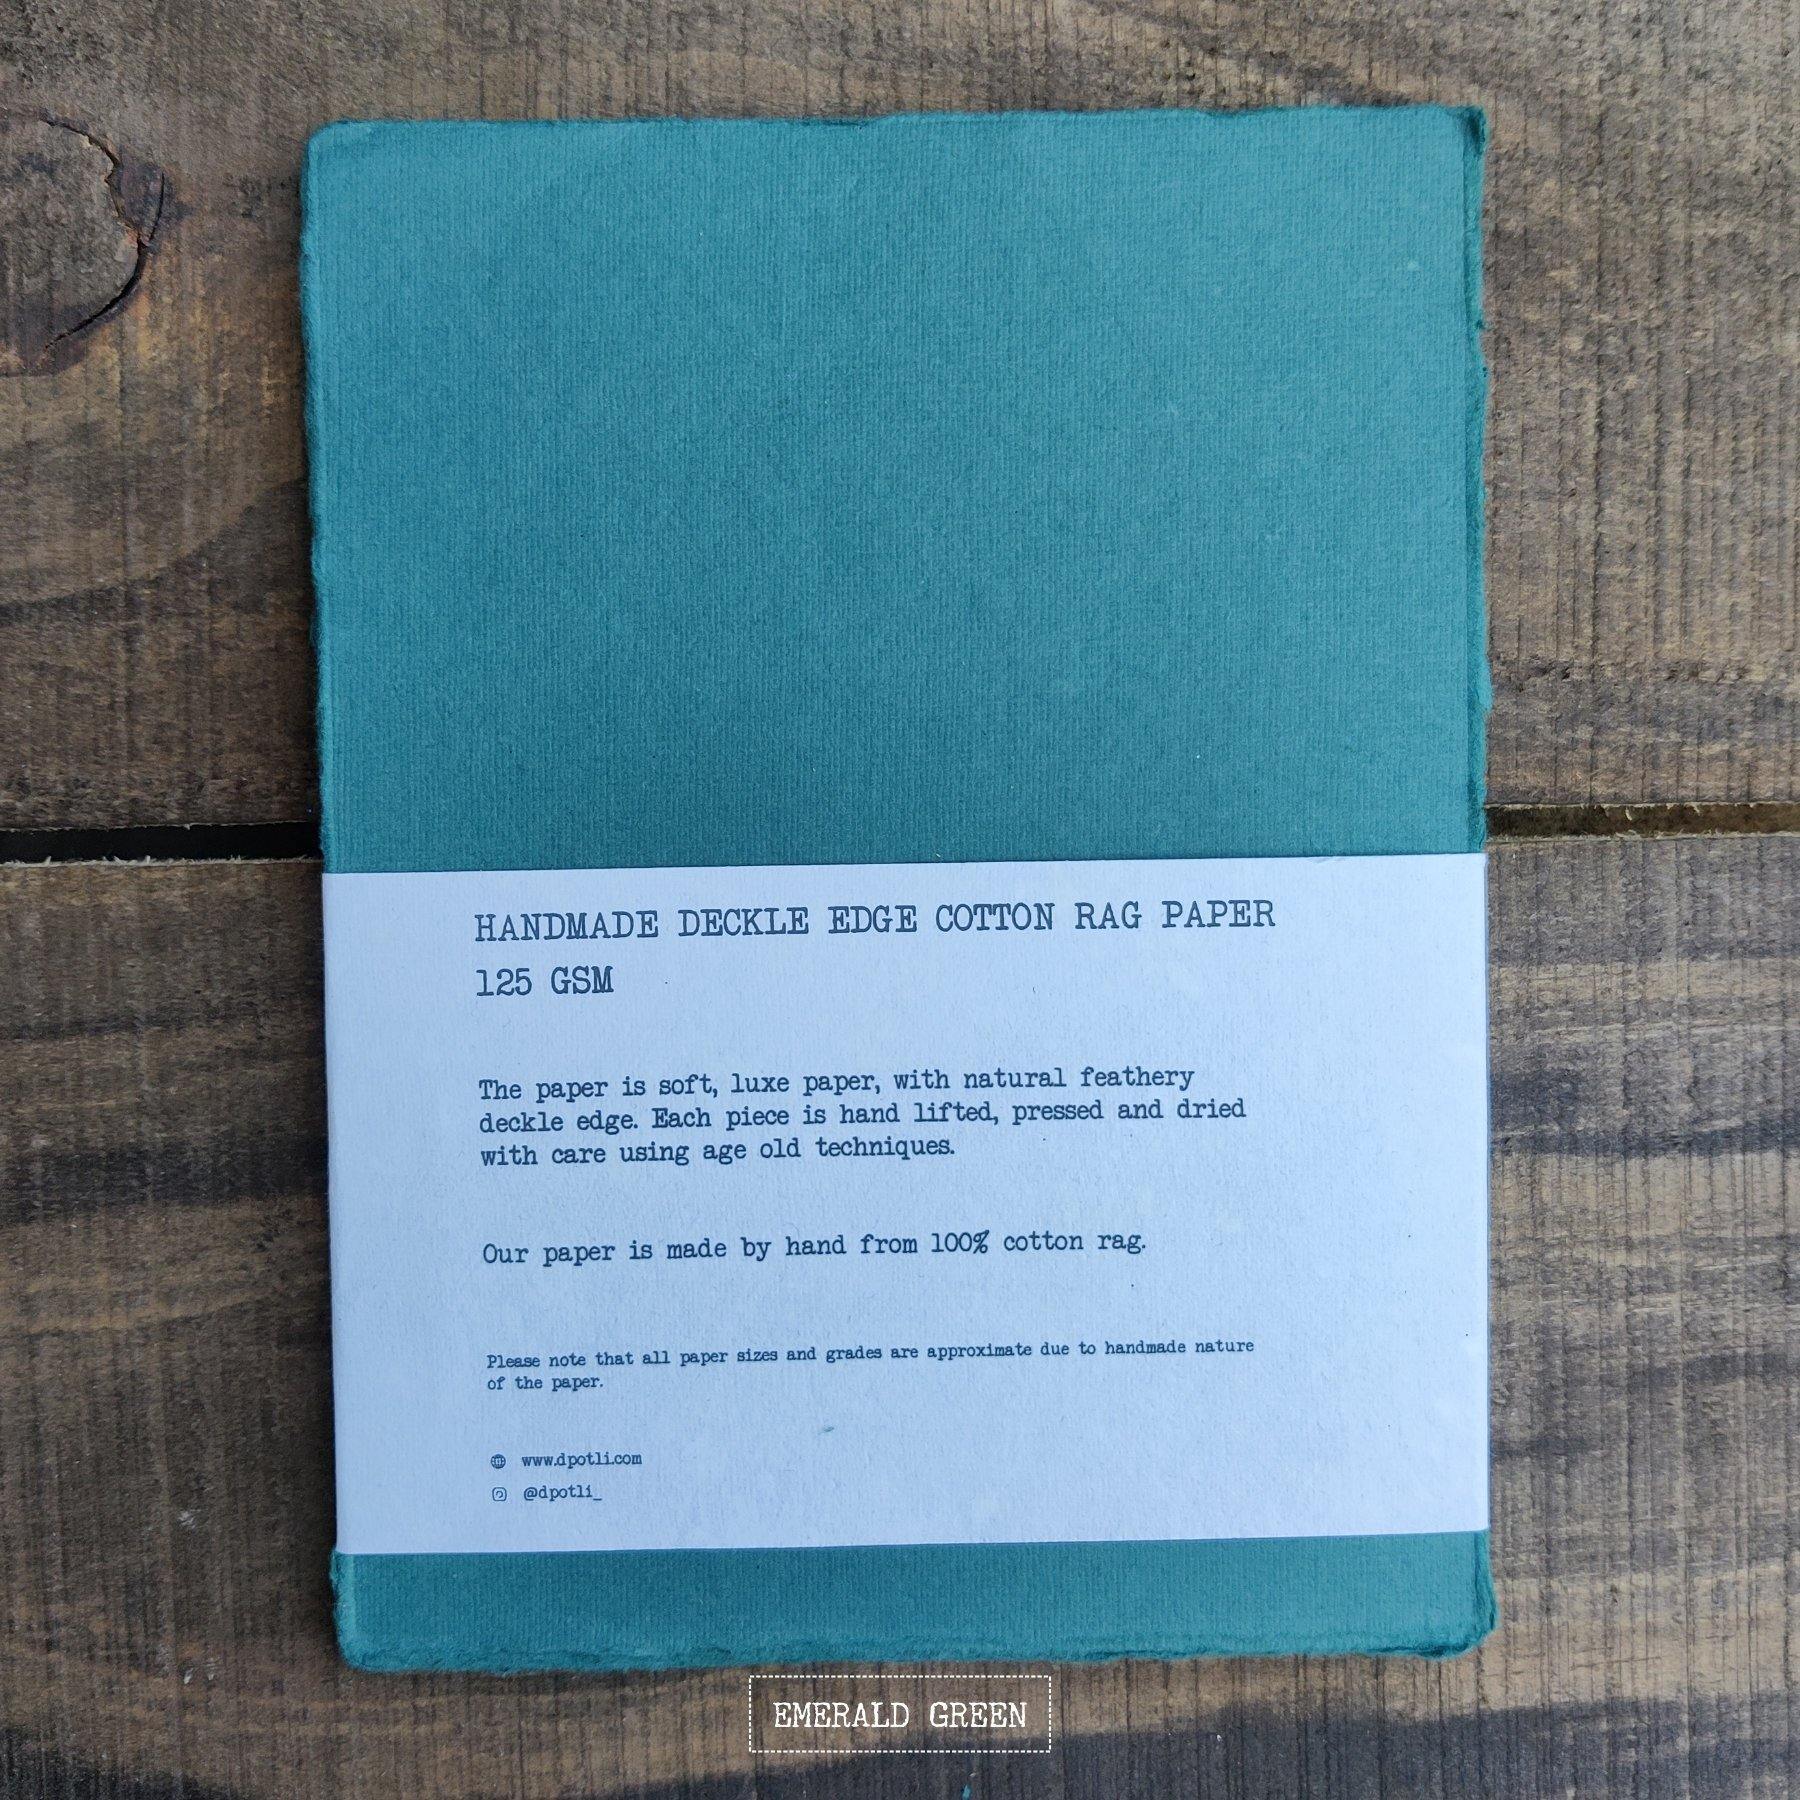 HANDMADE DECKLE EDGE COTTON RAG PAPER
125 GSM
The paper is soft, luxe paper, with natural feathery
deckle edge. Each piece is hand lifted, pressed and dried
with care using age old techniques.
Our paper is made by hand from 100% cotton rag.
Please note that all paper sizes and grades are approximate due to handmade nature
of the paper.
www.dpotli.com
@dpotli_
EMERALD GREEN